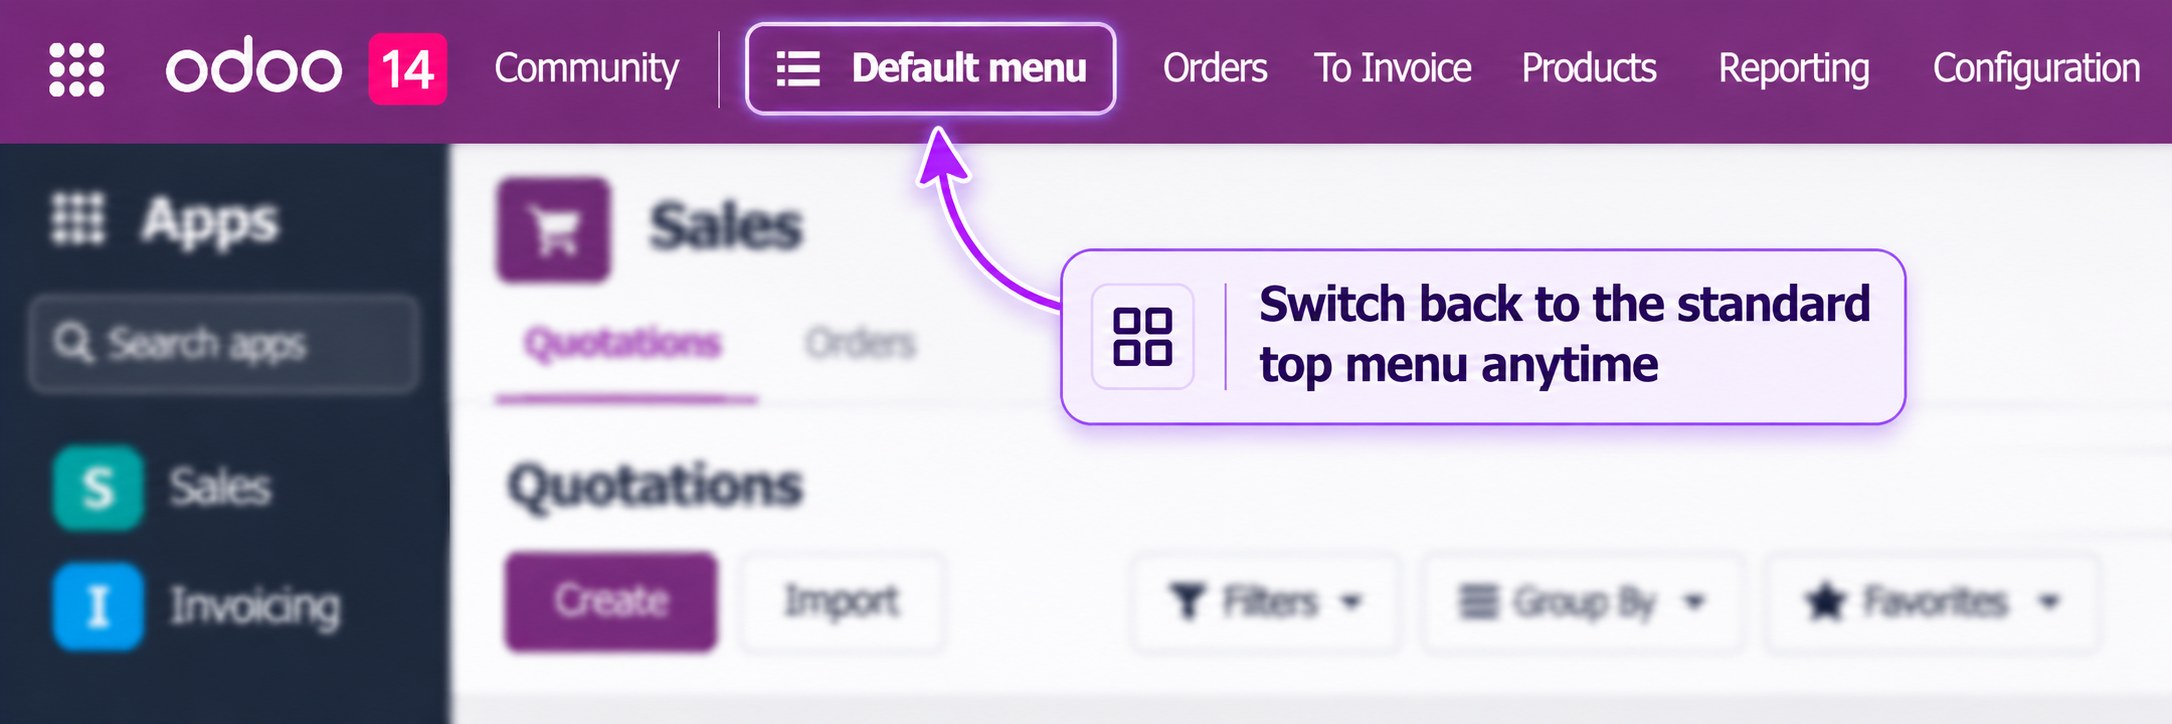 odoo 14 Community Default menu Orders To Invoice Products Reporting Configuration
Apps
Search apps
S Sales
I Invoicing
Sales
Quotations Orders
Switch back to the standard
top menu anytime
Quotations
Create Import Filters Group By Favorites